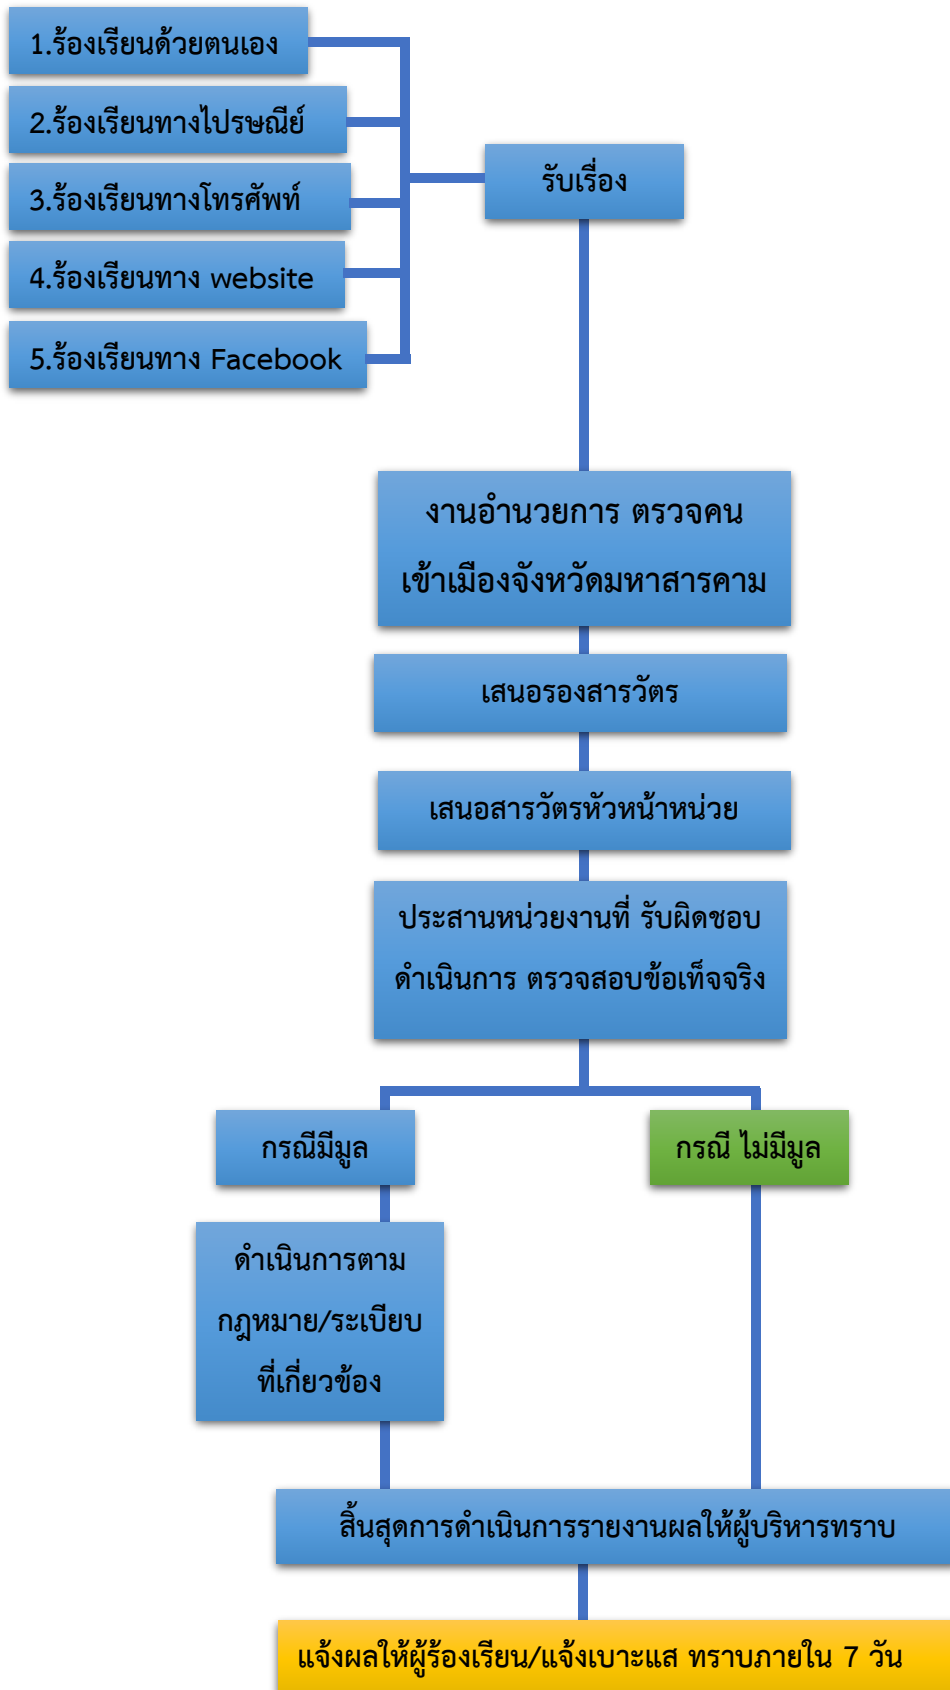 1.ร้องเรียนด้วยตนเอง
2.ร้องเรียนทางไปรษณีย์
3.ร้องเรียนทางโทรศัพท์
4.ร้องเรียนทาง website
5.ร้องเรียนทาง Facebook
รับเรื่อง
งานอำนวยการ ตรวจคน
เข้าเมืองจังหวัดมหาสารคาม
เสนอรองสารวัตร
เสนอสารวัตรหัวหน้าหน่วย
ประสานหน่วยงานที่ รับผิดชอบ
ดำเนินการ ตรวจสอบข้อเท็จจริง
กรณีมีมูล
กรณี ไม่มีมูล
ดำเนินการตาม
กฎหมาย/ระเบียบ
ที่เกี่ยวข้อง
สิ้นสุดการดำเนินการรายงานผลให้ผู้บริหารทราบ
แจ้งผลให้ผู้ร้องเรียน/แจ้งเบาะแส ทราบภายใน 7 วัน